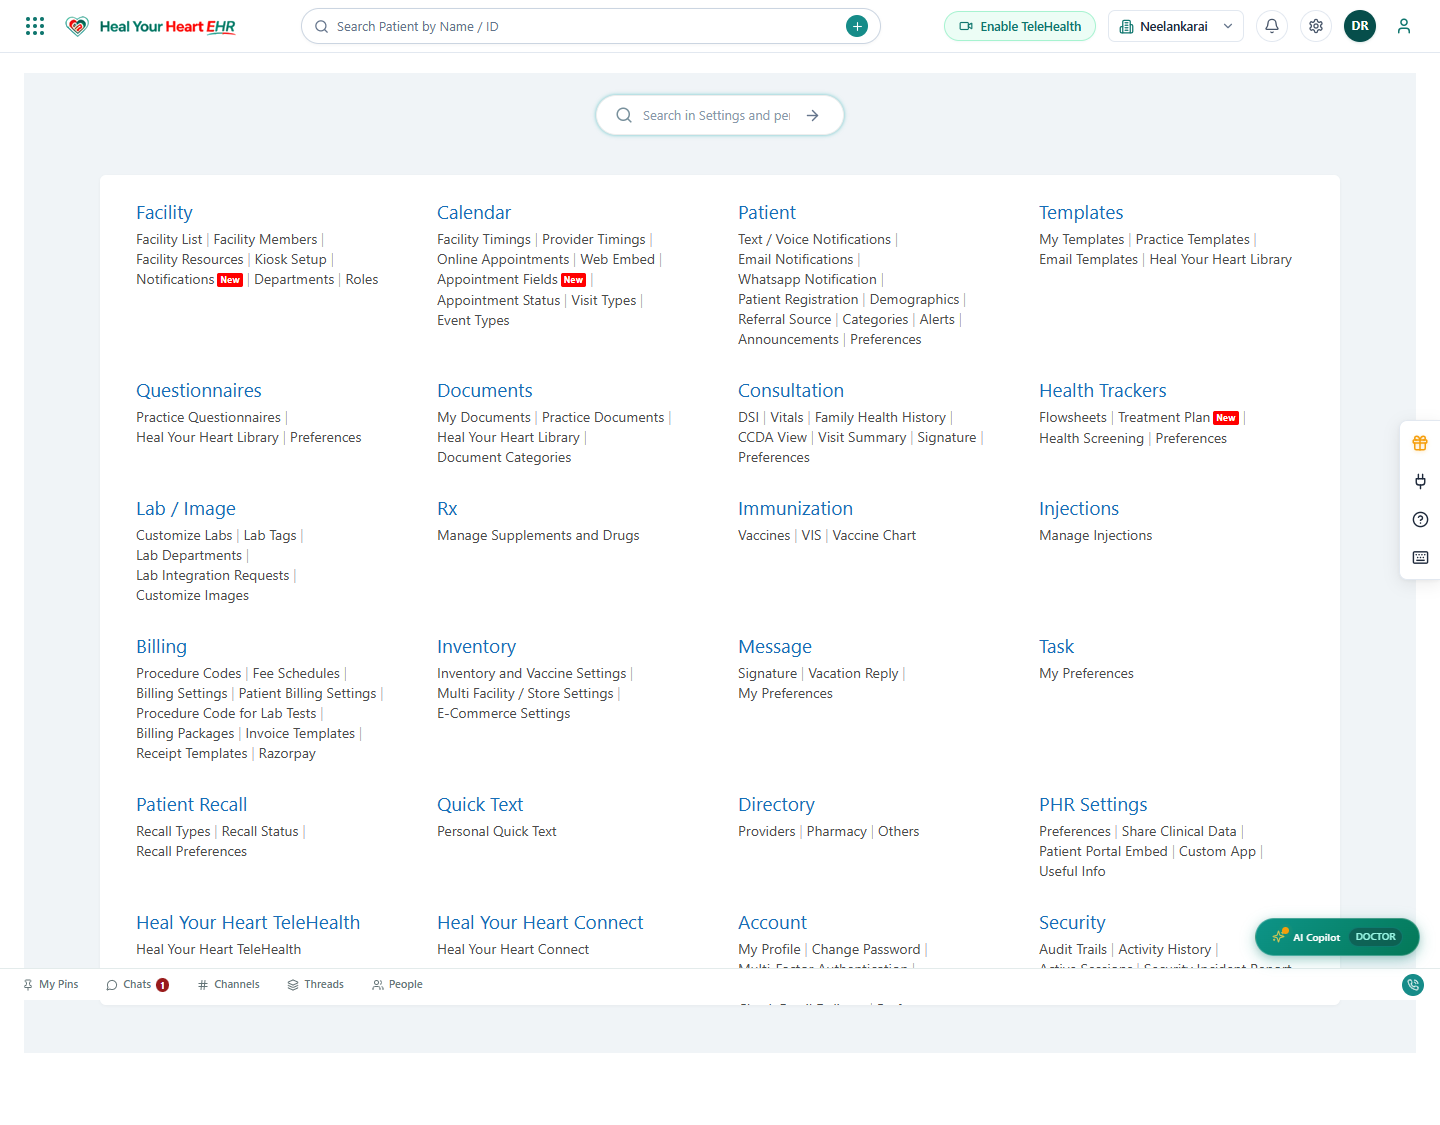 Heal Your Heart EHR
Search Patient by Name / ID
Enable TeleHealth
Neelankarai
DR
Search in Settings and per
Facility
Facility List | Facility Members |
Facility Resources | Kiosk Setup |
Notifications New | Departments | Roles
Calendar
Facility Timings | Provider Timings |
Online Appointments | Web Embed |
Appointment Fields New |
Appointment Status | Visit Types |
Event Types
Patient
Text / Voice Notifications |
Email Notifications |
Whatsapp Notification |
Patient Registration | Demographics |
Referral Source | Categories | Alerts |
Announcements | Preferences
Templates
My Templates | Practice Templates |
Email Templates | Heal Your Heart Library
Questionnaires
Practice Questionnaires |
Heal Your Heart Library | Preferences
Documents
My Documents | Practice Documents |
Heal Your Heart Library |
Document Categories
Consultation
DSI | Vitals | Family Health History |
CCDA View | Visit Summary | Signature |
Preferences
Health Trackers
Flowsheets | Treatment Plan New |
Health Screening | Preferences
Lab / Image
Customize Labs | Lab Tags |
Lab Departments |
Lab Integration Requests |
Customize Images
Rx
Manage Supplements and Drugs
Immunization
Vaccines | VIS | Vaccine Chart
Injections
Manage Injections
Billing
Procedure Codes | Fee Schedules |
Billing Settings | Patient Billing Settings |
Procedure Code for Lab Tests |
Billing Packages | Invoice Templates |
Receipt Templates | Razorpay
Inventory
Inventory and Vaccine Settings |
Multi Facility / Store Settings |
E-Commerce Settings
Message
Signature | Vacation Reply |
My Preferences
Task
My Preferences
Patient Recall
Recall Types | Recall Status |
Recall Preferences
Quick Text
Personal Quick Text
Directory
Providers | Pharmacy | Others
PHR Settings
Preferences | Share Clinical Data |
Patient Portal Embed | Custom App |
Useful Info
Heal Your Heart TeleHealth
Heal Your Heart TeleHealth
Heal Your Heart Connect
Heal Your Heart Connect
Account
My Profile | Change Password |
Multi-Factor Authentication |
Security
Audit Trails | Activity History |
Active Sessions | Security Incident Report
AI Copilot DOCTOR
My Pins
Chats 1
Channels
Threads
People